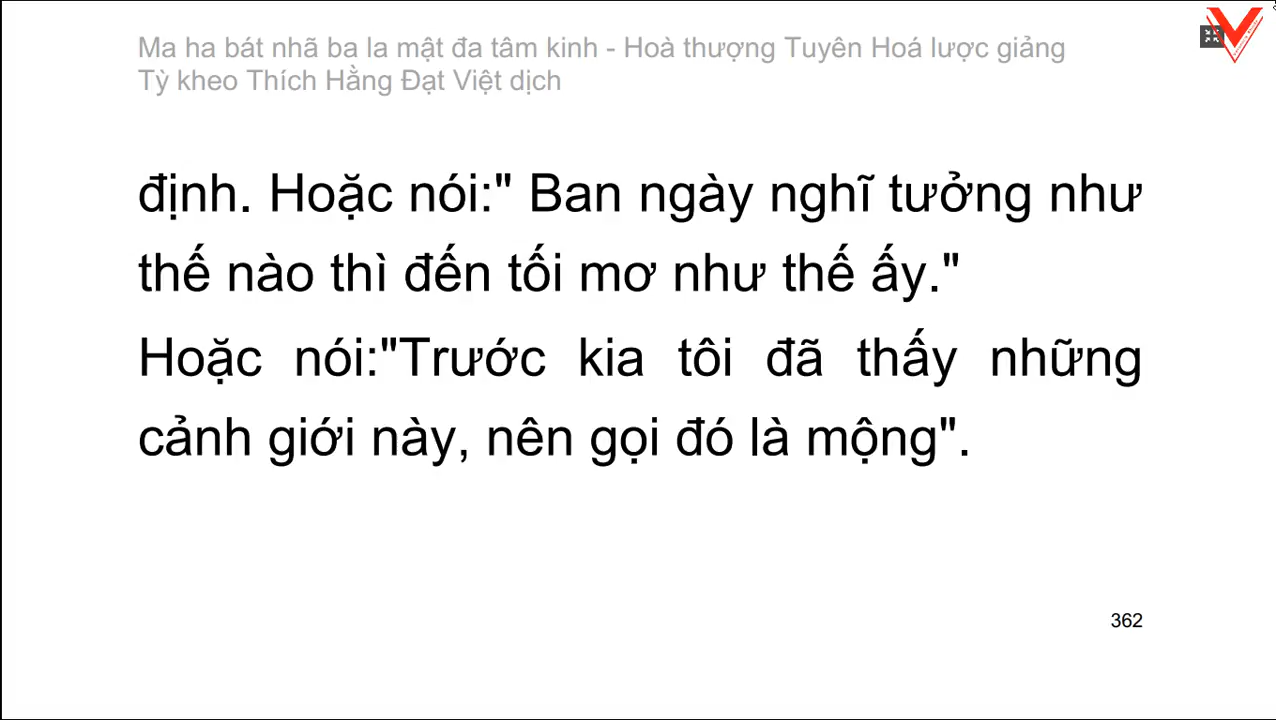 Ma ha bát nhã ba la mật đa tâm kinh - Hoà thượng Tuyên Hoá lược giảng
Tỳ kheo Thích Hằng Đạt Việt dịch
định. Hoặc nói:" Ban ngày nghĩ tưởng như
thế nào thì đến tối mơ như thế ấy."
Hoặc nói:"Trước kia tôi đã thấy những
cảnh giới này, nên gọi đó là mộng".
362